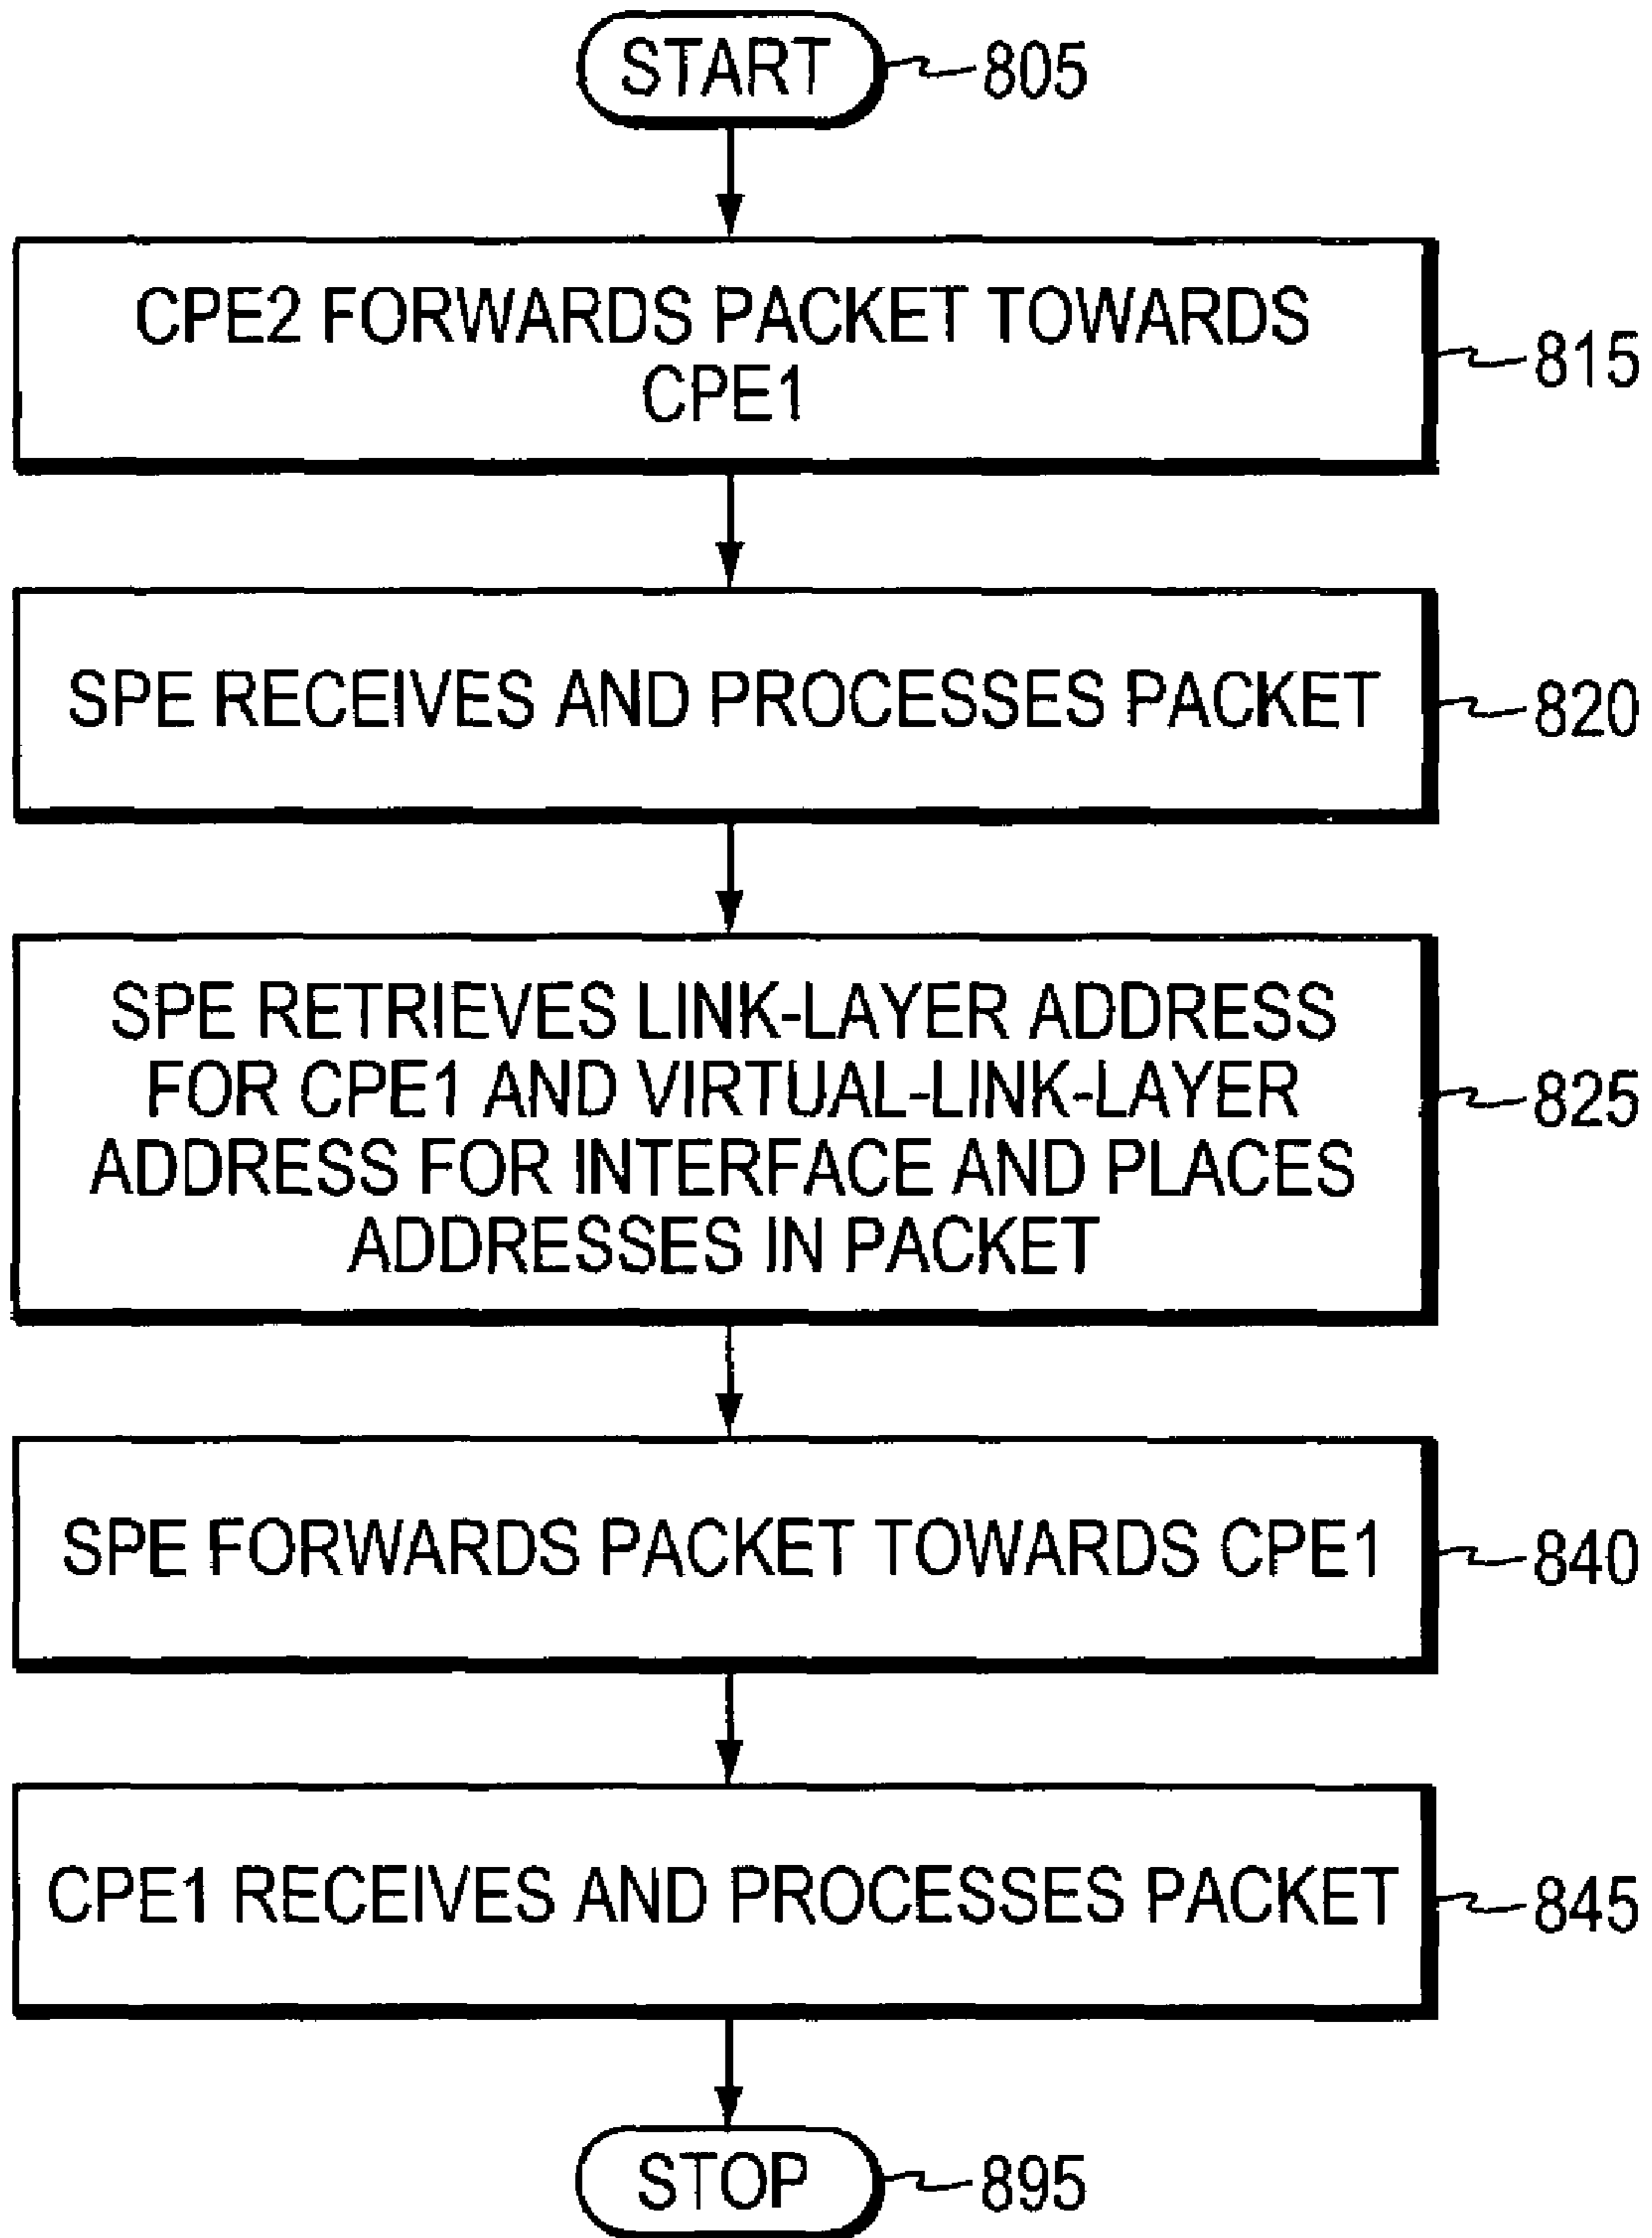 START
805
CPE2 FORWARDS PACKET TOWARDS
CPE1
815
SPE RECEIVES AND PROCESSES PACKET
820
SPE RETRIEVES LINK-LAYER ADDRESS
FOR CPE1 AND VIRTUAL-LINK-LAYER
ADDRESS FOR INTERFACE AND PLACES
ADDRESSES IN PACKET
825
SPE FORWARDS PACKET TOWARDS CPE1
840
CPE1 RECEIVES AND PROCESSES PACKET
845
STOP
895